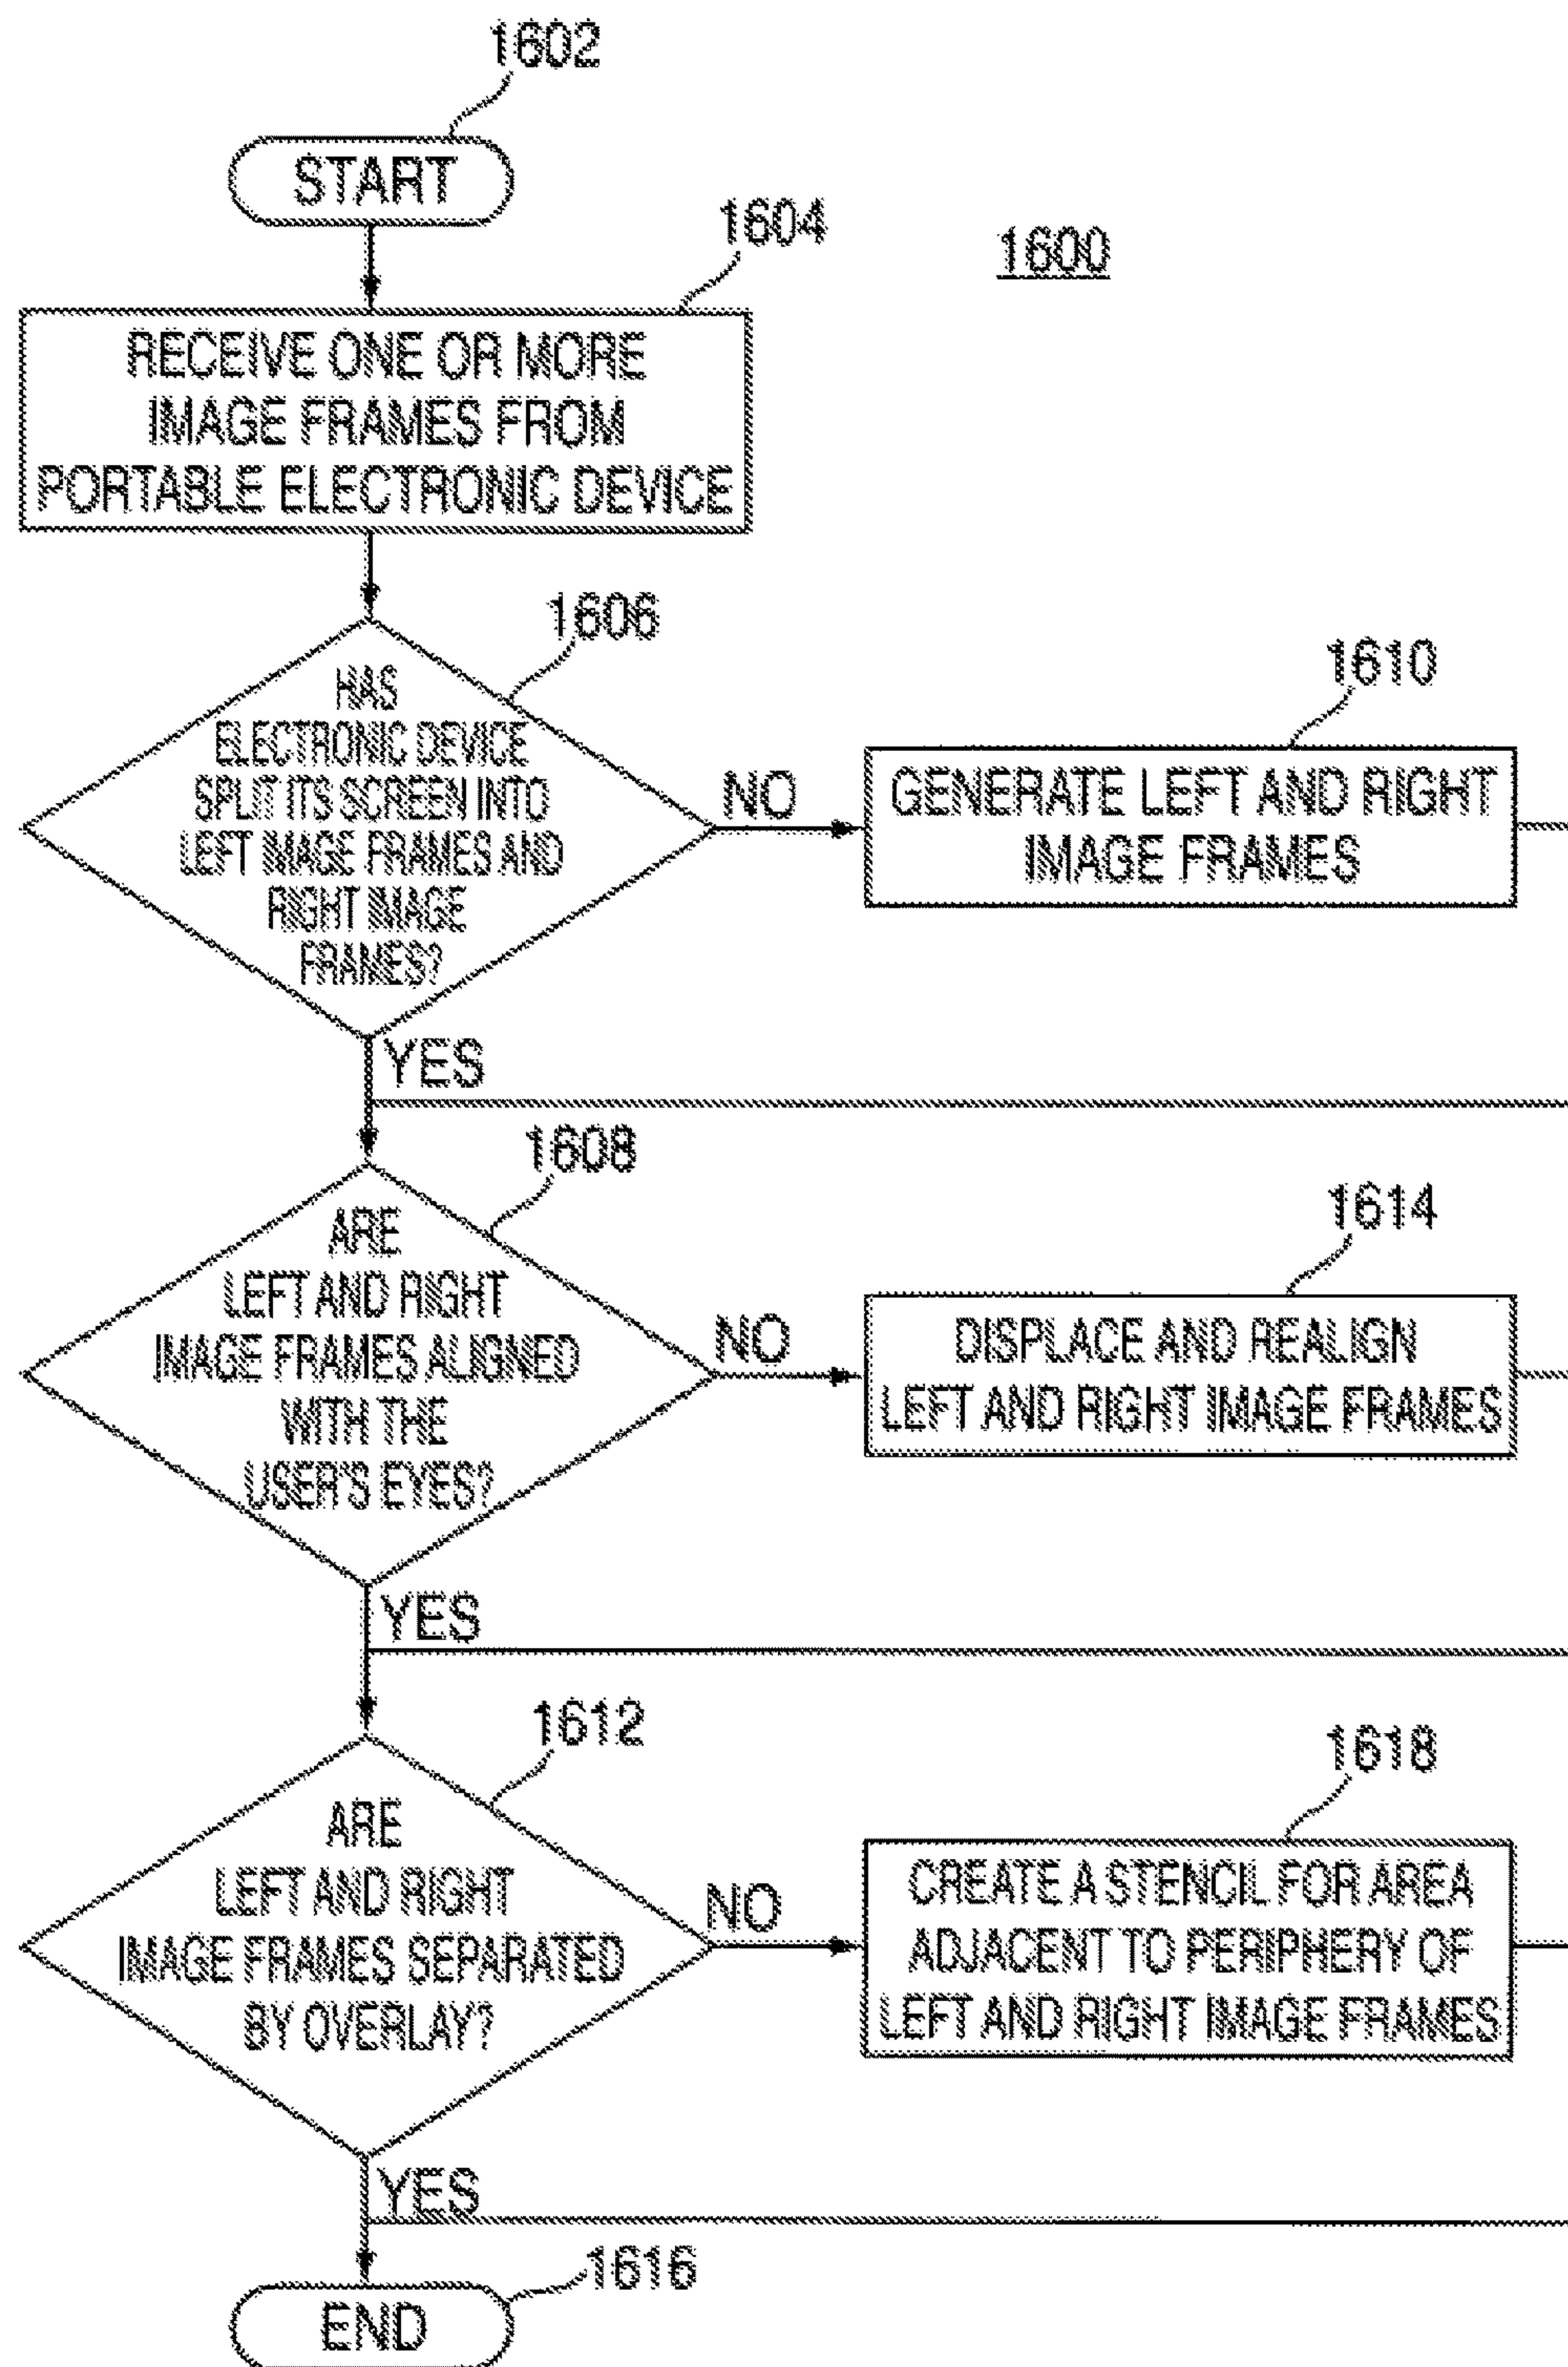 1602
START
1604
1600
RECEIVE ONE OR MORE
IMAGE FRAMES FROM
PORTABLE ELECTRONIC DEVICE
1606
HAS
ELECTRONIC DEVICE
SPLIT ITS SCREEN INTO
LEFT IMAGE FRAMES AND
RIGHT IMAGE
FRAMES?
NO
1610
GENERATE LEFT AND RIGHT
IMAGE FRAMES
YES
1608
ARE
LEFT AND RIGHT
IMAGE FRAMES ALIGNED
WITH THE
USER'S EYES?
NO
1614
DISPLACE AND REALIGN
LEFT AND RIGHT IMAGE FRAMES
YES
1612
ARE
LEFT AND RIGHT
IMAGE FRAMES SEPARATED
BY OVERLAY?
NO
1618
CREATE A STENCIL FOR AREA
ADJACENT TO PERIPHERY OF
LEFT AND RIGHT IMAGE FRAMES
YES
1616
END